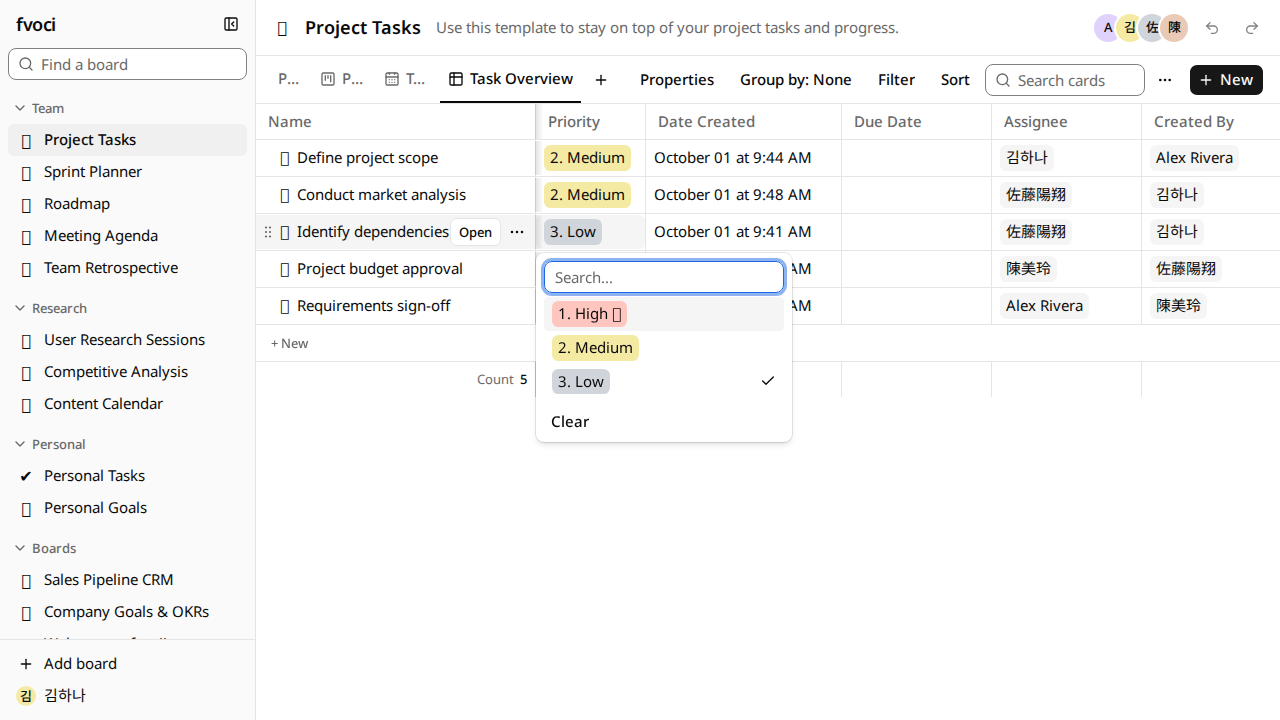 fvoci
Find a board
Team
Project Tasks
Sprint Planner
Roadmap
Meeting Agenda
Team Retrospective
Research
User Research Sessions
Competitive Analysis
Content Calendar
Personal
Personal Tasks
Personal Goals
Boards
Sales Pipeline CRM
Company Goals & OKRs
Add board
김 김하나
Project Tasks Use this template to stay on top of your project tasks and progress. A 김 佐 陳
P... P... T... Task Overview Properties Group by: None Filter Sort Search cards New
Name Priority Date Created Due Date Assignee Created By
Define project scope 2. Medium October 01 at 9:44 AM 김하나 Alex Rivera
Conduct market analysis 2. Medium October 01 at 9:48 AM 佐藤陽翔 김하나
Identify dependencies Open 3. Low October 01 at 9:41 AM 佐藤陽翔 김하나
Project budget approval AM 陳美玲 佐藤陽翔
Requirements sign-off AM Alex Rivera 陳美玲
+ New
Count 5
Search...
1. High
2. Medium
3. Low
Clear